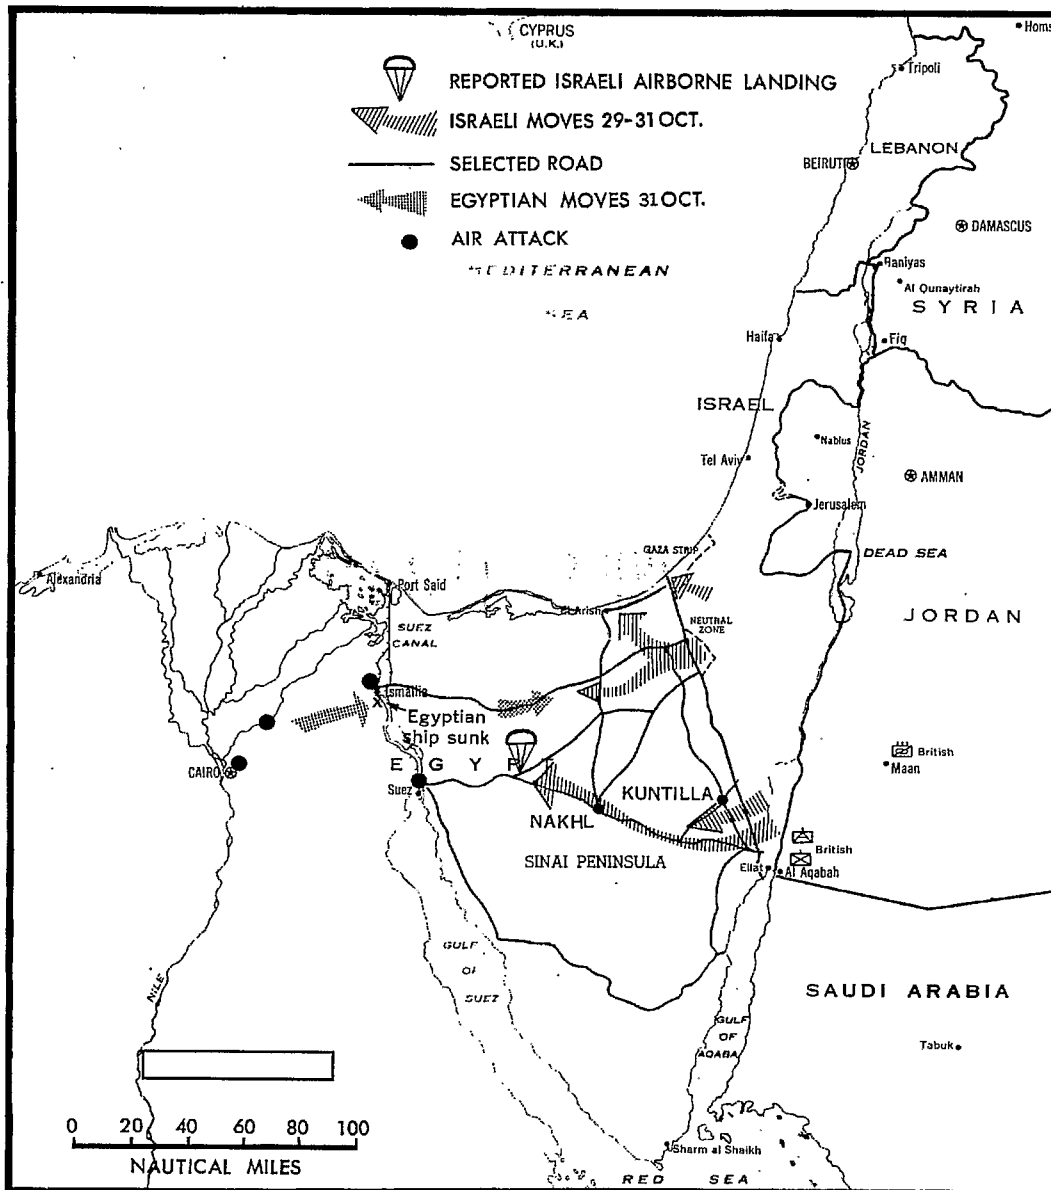 CYPRUS
(U.K.)
Homs
REPORTED ISRAELI AIRBORNE LANDING
Tripoli
ISRAELI MOVES 29-31 OCT.
LEBANON
SELECTED ROAD
BEIRUT
EGYPTIAN MOVES 31 OCT.
DAMASCUS
AIR ATTACK
MEDITERRANEAN
SEA
Baniyas
Al Qunaytirah
SYRIA
Haifa
Fiq
ISRAEL
Nablus
JORDAN
Tel Aviv
AMMAN
Jerusalem
GAZA STRIP
DEAD SEA
Alexandria
Port Said
El Arish
JORDAN
SUEZ
CANAL
NEUTRAL
ZONE
Ismailia
X
Egyptian
ship sunk
EGYP
British
Maan
CAIRO
Suez
KUNTILLA
NAKHL
British
SINAI PENINSULA
Eilat
Al Aqabah
GULF
OF
SUEZ
NILE
SAUDI ARABIA
GULF
OF
AQABA
Tabuk
0 20 40 60 80 100
NAUTICAL MILES
Sharm al Shaikh
RED SEA